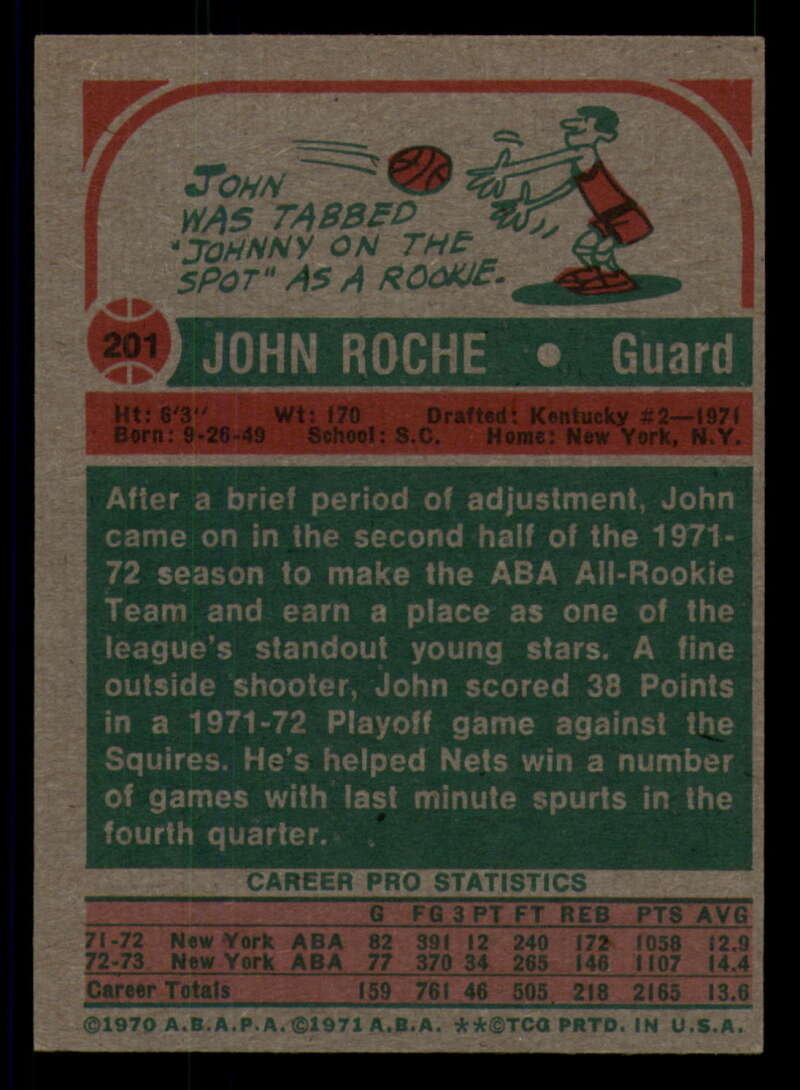 JOHN
WAS TABBED
"JOHNNY ON THE
SPOT" AS A ROOKIE.
201 JOHN ROCHE • Guard
Ht: 6'3" Wt: 170 Drafted: Kentucky #2—1971
Born: 9-26-49 School: S.C. Home: New York, N.Y.
After a brief period of adjustment, John
came on in the second half of the 1971-
72 season to make the ABA All-Rookie
Team and earn a place as one of the
league's standout young stars. A fine
outside shooter, John scored 38 Points
in a 1971-72 Playoff game against the
Squires. He's helped Nets win a number
of games with last minute spurts in the
fourth quarter.
CAREER PRO STATISTICS
G FG 3 PT FT REB PTS AVG
71-72 New York ABA 82 391 12 240 172 1058 12.9
72-73 New York ABA 77 370 34 265 146 1107 14.4
Career Totals 159 761 46 505 218 2165 13.6
©1970 A.B.A.P.A. ©1971 A.B.A. **©TCG PRTD. IN U.S.A.